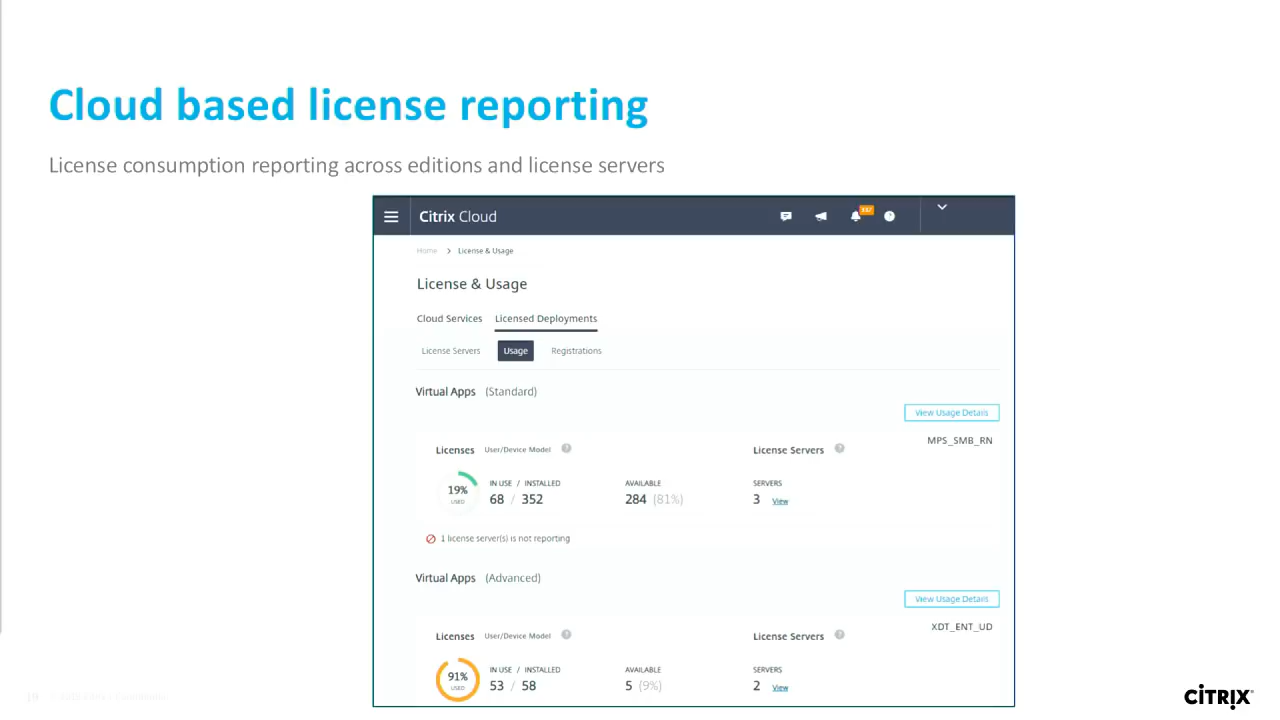 Cloud based license reporting
License consumption reporting across editions and license servers
Citrix Cloud
Home > License & Usage
License & Usage
Cloud Services Licensed Deployments
License Servers Usage Registrations
Virtual Apps (Standard)
View Usage Details
MPS_SMB_RN
Licenses User/Device Model ? License Servers ?
19% USED
IN USE / INSTALLED AVAILABLE SERVERS
68 / 352 284 (81%) 3 View
1 license server(s) is not reporting
Virtual Apps (Advanced)
View Usage Details
XDT_ENT_UD
Licenses User/Device Model ? License Servers ?
91% USED
IN USE / INSTALLED AVAILABLE SERVERS
53 / 58 5 (9%) 2 View
19
CITRIX